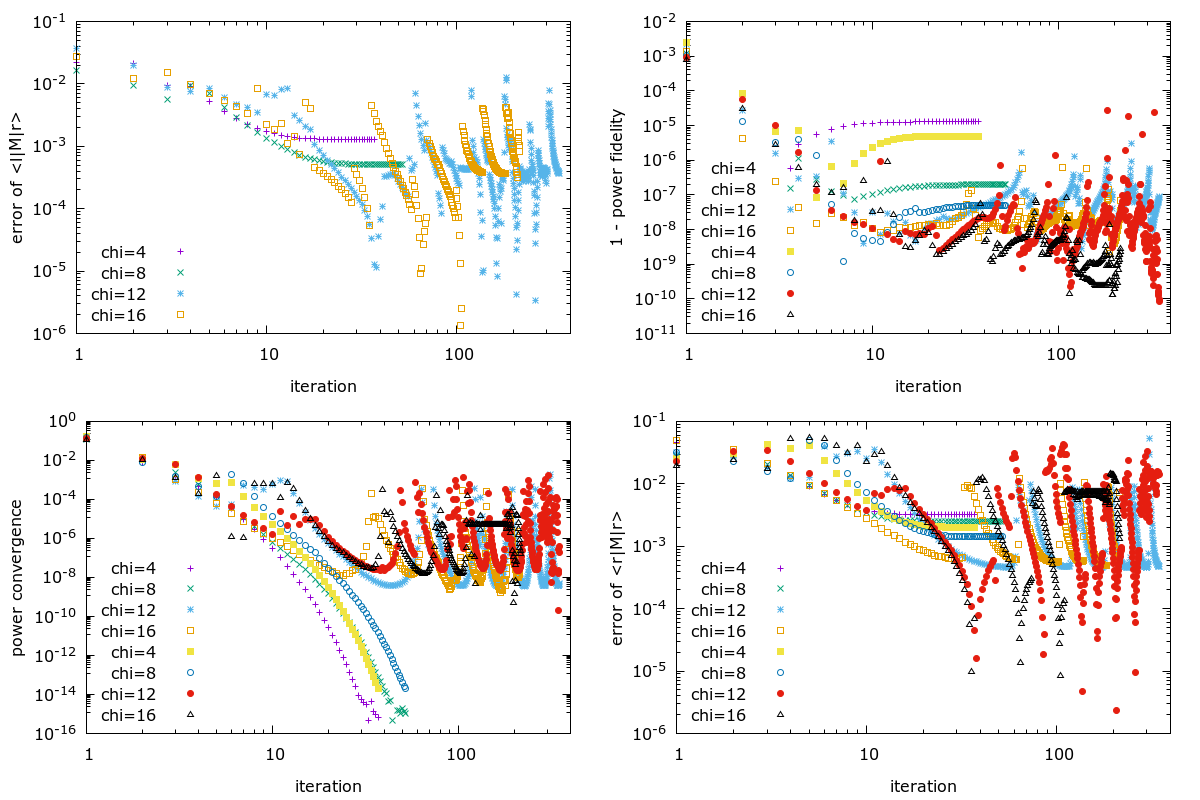 10^-1
10^-2
10^-3
10^-4
10^-5
10^-6
error of <l|M|r>
chi=4
chi=8
chi=12
chi=16
1
10
100
iteration
10^-2
10^-3
10^-4
10^-5
10^-6
10^-7
10^-8
10^-9
10^-10
10^-11
1 - power fidelity
chi=4
chi=8
chi=12
chi=16
chi=4
chi=8
chi=12
chi=16
1
10
100
iteration
10^0
10^-2
10^-4
10^-6
10^-8
10^-10
10^-12
10^-14
10^-16
power convergence
chi=4
chi=8
chi=12
chi=16
chi=4
chi=8
chi=12
chi=16
1
10
100
iteration
10^-1
10^-2
10^-3
10^-4
10^-5
10^-6
error of <r|M|r>
chi=4
chi=8
chi=12
chi=16
chi=4
chi=8
chi=12
chi=16
1
10
100
iteration